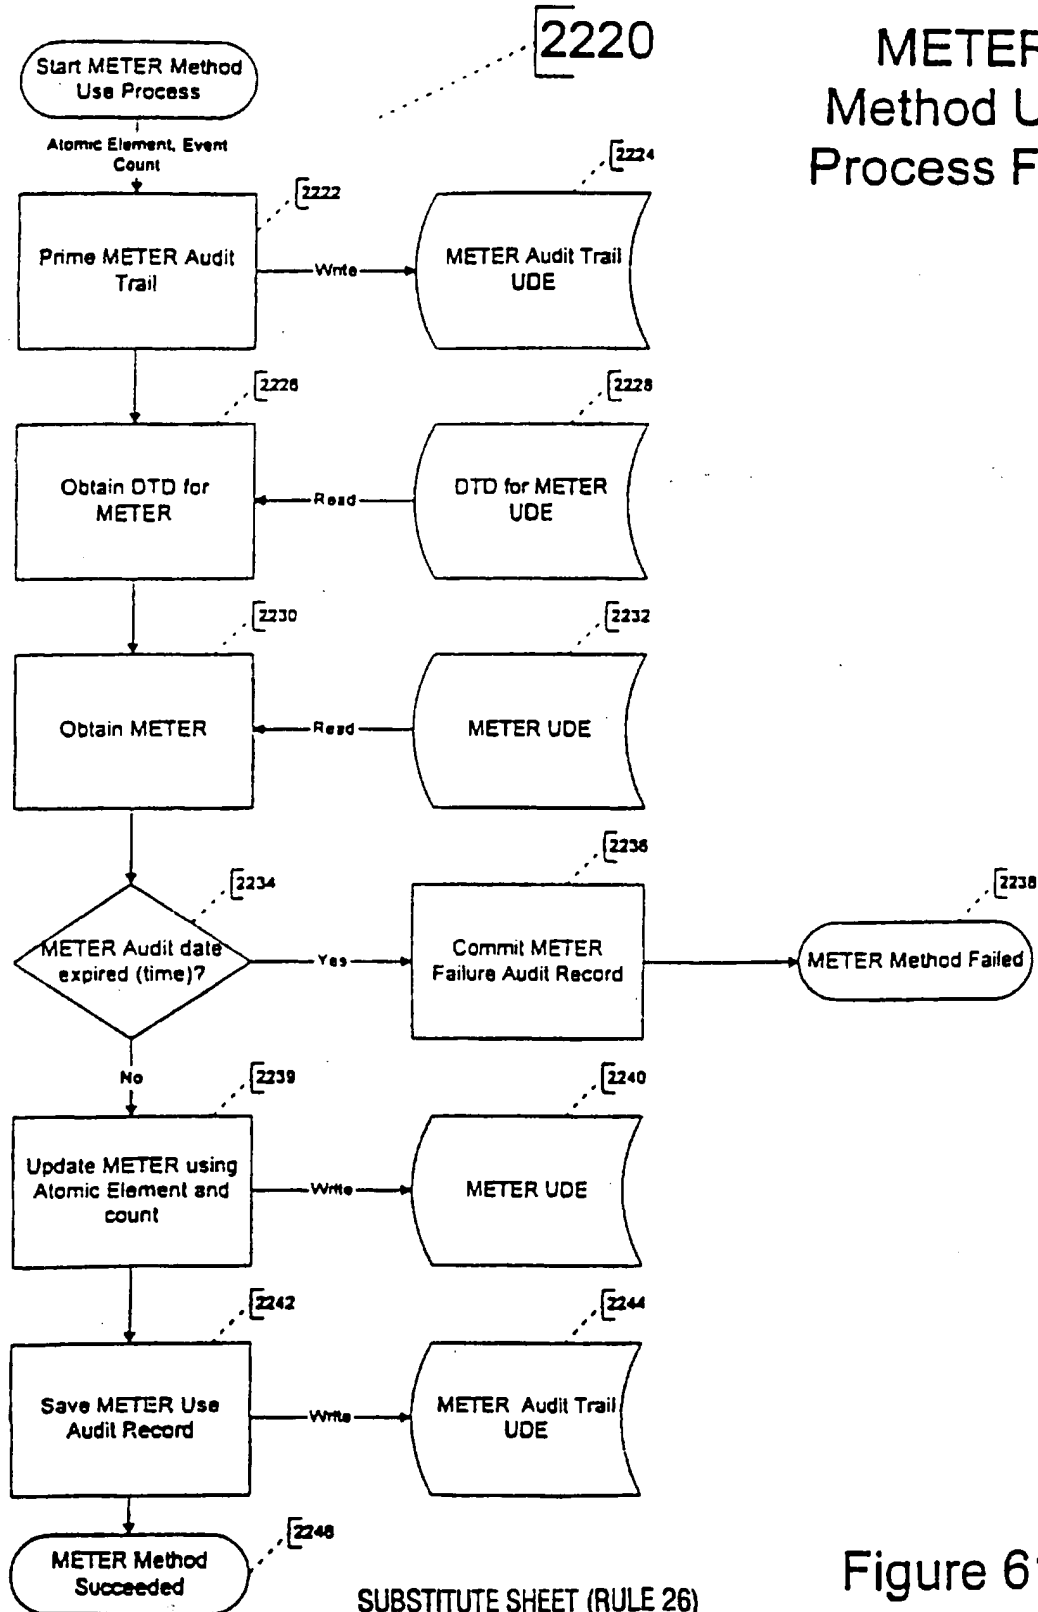 2220
METER
Method U
Process F
Start METER Method
Use Process
Atomic Element, Event
Count
2222
2224
Prime METER Audit
Trail
Write
METER Audit Trail
UDE
2226
2228
Obtain DTD for
METER
Read
DTD for METER
UDE
2230
2232
Obtain METER
Read
METER UDE
2234
2236
2238
METER Audit date
expired (time)?
Yes
Commit METER
Failure Audit Record
METER Method Failed
No
2239
2240
Update METER using
Atomic Element and
count
Write
METER UDE
2242
2244
Save METER Use
Audit Record
Write
METER Audit Trail
UDE
2246
METER Method
Succeeded
SUBSTITUTE SHEET (RULE 26)
Figure 61